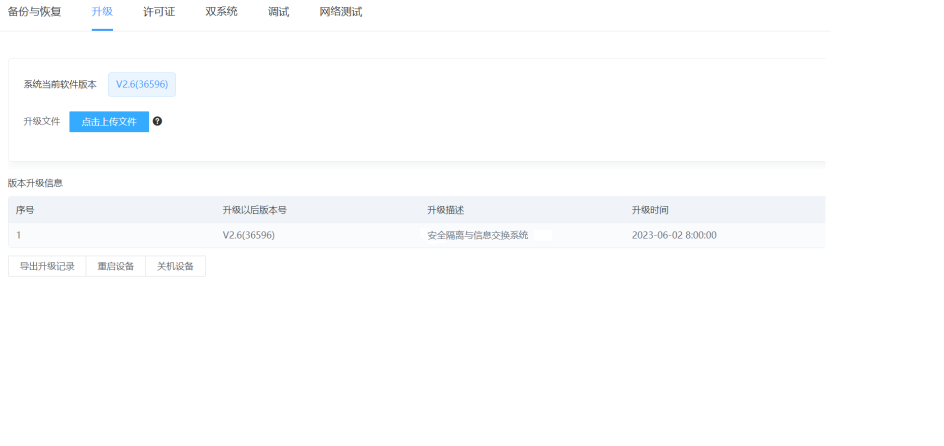 备份与恢复 升级 许可证 双系统 调试 网络测试
系统当前软件版本 V2.6(36596)
升级文件 点击上传文件 ?
版本升级信息
序号 升级以后版本号 升级描述 升级时间
1 V2.6(36596) 安全隔离与信息交换系统 2023-06-02 8:00:00
导出升级记录 重启设备 关机设备